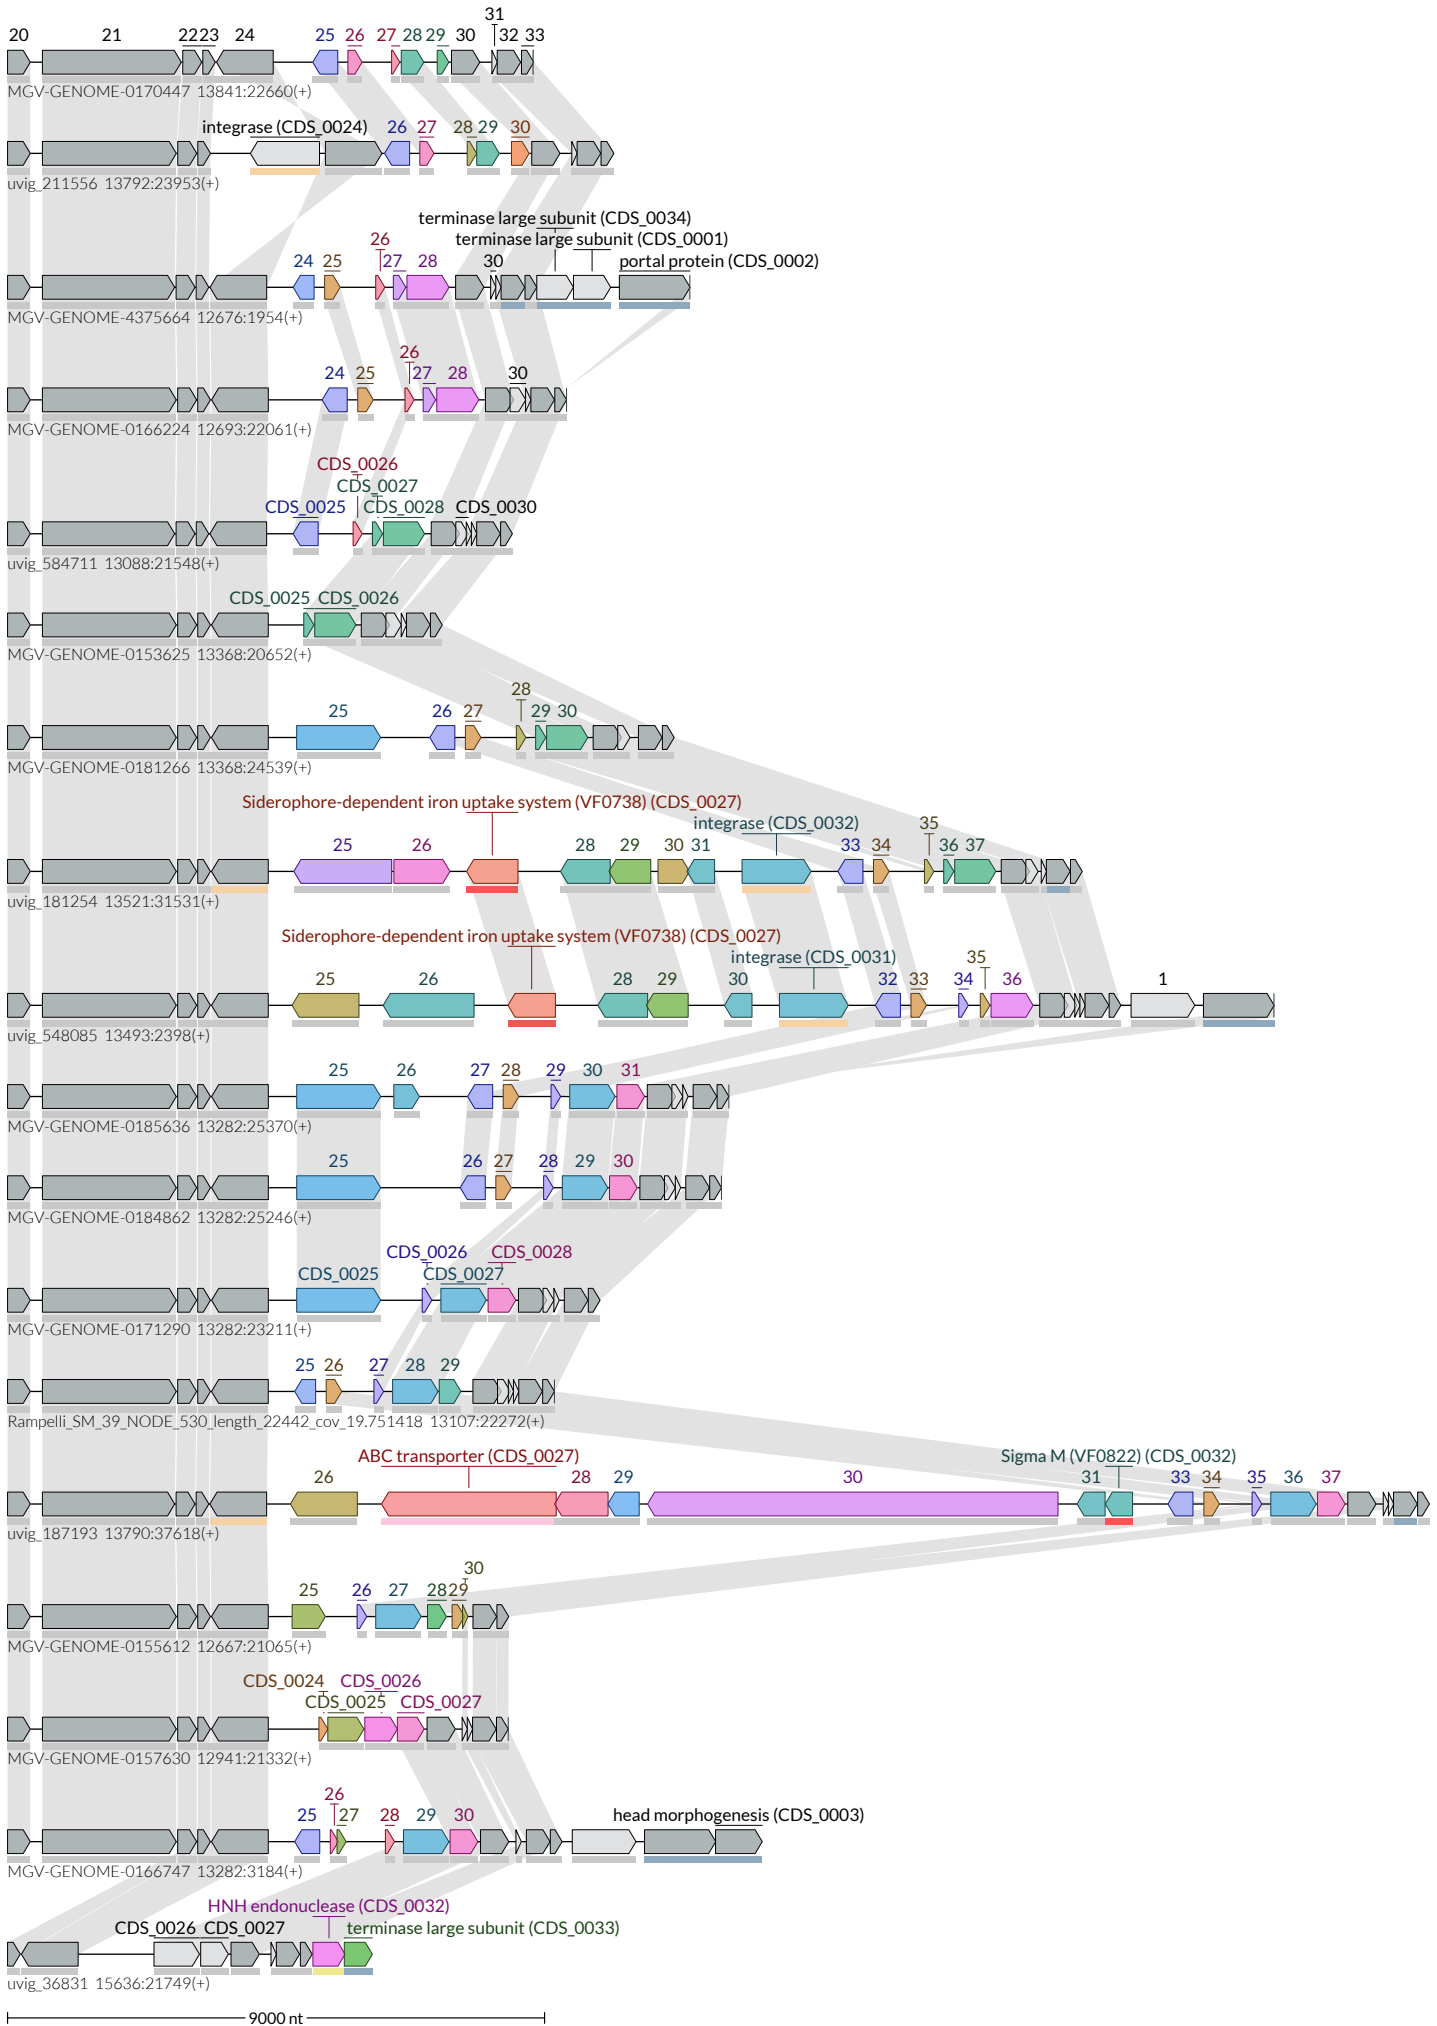 31
20 21 22 23 24 25 26 27 28 29 30 32 33
MGV-GENOME-0170447 13841:22660(+)
integrase (CDS_0024) 26 27 28 29 30
uvig_211556 13792:23953(+)
terminase large subunit (CDS_0034)
26 terminase large subunit (CDS_0001)
24 25 27 28 30 portal protein (CDS_0002)
MGV-GENOME-4375664 12676:1954(+)
26
24 25 27 28 30
MGV-GENOME-0166224 12693:22061(+)
CDS_0026
CDS_0027
CDS_0025 CDS_0028 CDS_0030
uvig_584711 13088:21548(+)
CDS_0025 CDS_0026
MGV-GENOME-0153625 13368:20652(+)
28
25 26 27 29 30
MGV-GENOME-0181266 13368:24539(+)
Siderophore-dependent iron uptake system (VF0738) (CDS_0027)
integrase (CDS_0032) 35
25 26 28 29 30 31 33 34 36 37
uvig_181254 13521:31531(+)
Siderophore-dependent iron uptake system (VF0738) (CDS_0027)
integrase (CDS_0031) 35
25 26 28 29 30 32 33 34 36 1
uvig_548085 13493:2398(+)
25 26 27 28 29 30 31
MGV-GENOME-0185636 13282:25370(+)
25 26 27 28 29 30
MGV-GENOME-0184862 13282:25246(+)
CDS_0026 CDS_0028
CDS_0025 CDS_0027
MGV-GENOME-0171290 13282:23211(+)
25 26 27 28 29
Rampelli_SM_39_NODE_530_length_22442_cov_19.751418 13107:22272(+)
ABC transporter (CDS_0027) Sigma M (VF0822) (CDS_0032)
26 28 29 30 31 33 34 35 36 37
uvig_187193 13790:37618(+)
30
25 26 27 28 29
MGV-GENOME-0155612 12667:21065(+)
CDS_0024 CDS_0026
CDS_0025 CDS_0027
MGV-GENOME-0157630 12941:21332(+)
26
25 27 28 29 30 head morphogenesis (CDS_0003)
MGV-GENOME-0166747 13282:3184(+)
HNH endonuclease (CDS_0032)
CDS_0026 CDS_0027 terminase large subunit (CDS_0033)
uvig_36831 15636:21749(+)
9000 nt